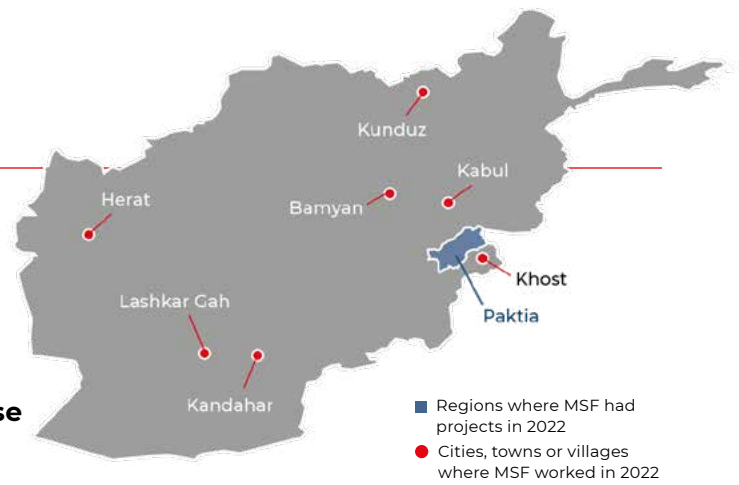 Kunduz
Kabul
Herat
Bamyan
Khost
Lashkar Gah
Paktia
Kandahar
se
Regions where MSF had
projects in 2022
Cities, towns or villages
where MSF worked in 2022